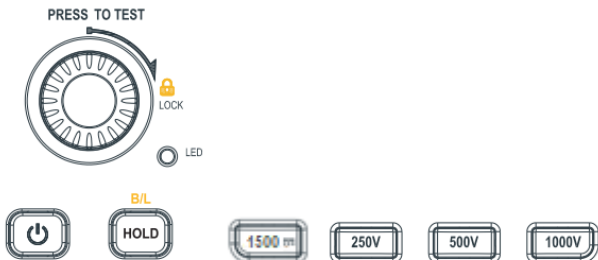 PRESS TO TEST
LOCK
LED
B/L
HOLD
1500
250V
500V
1000V